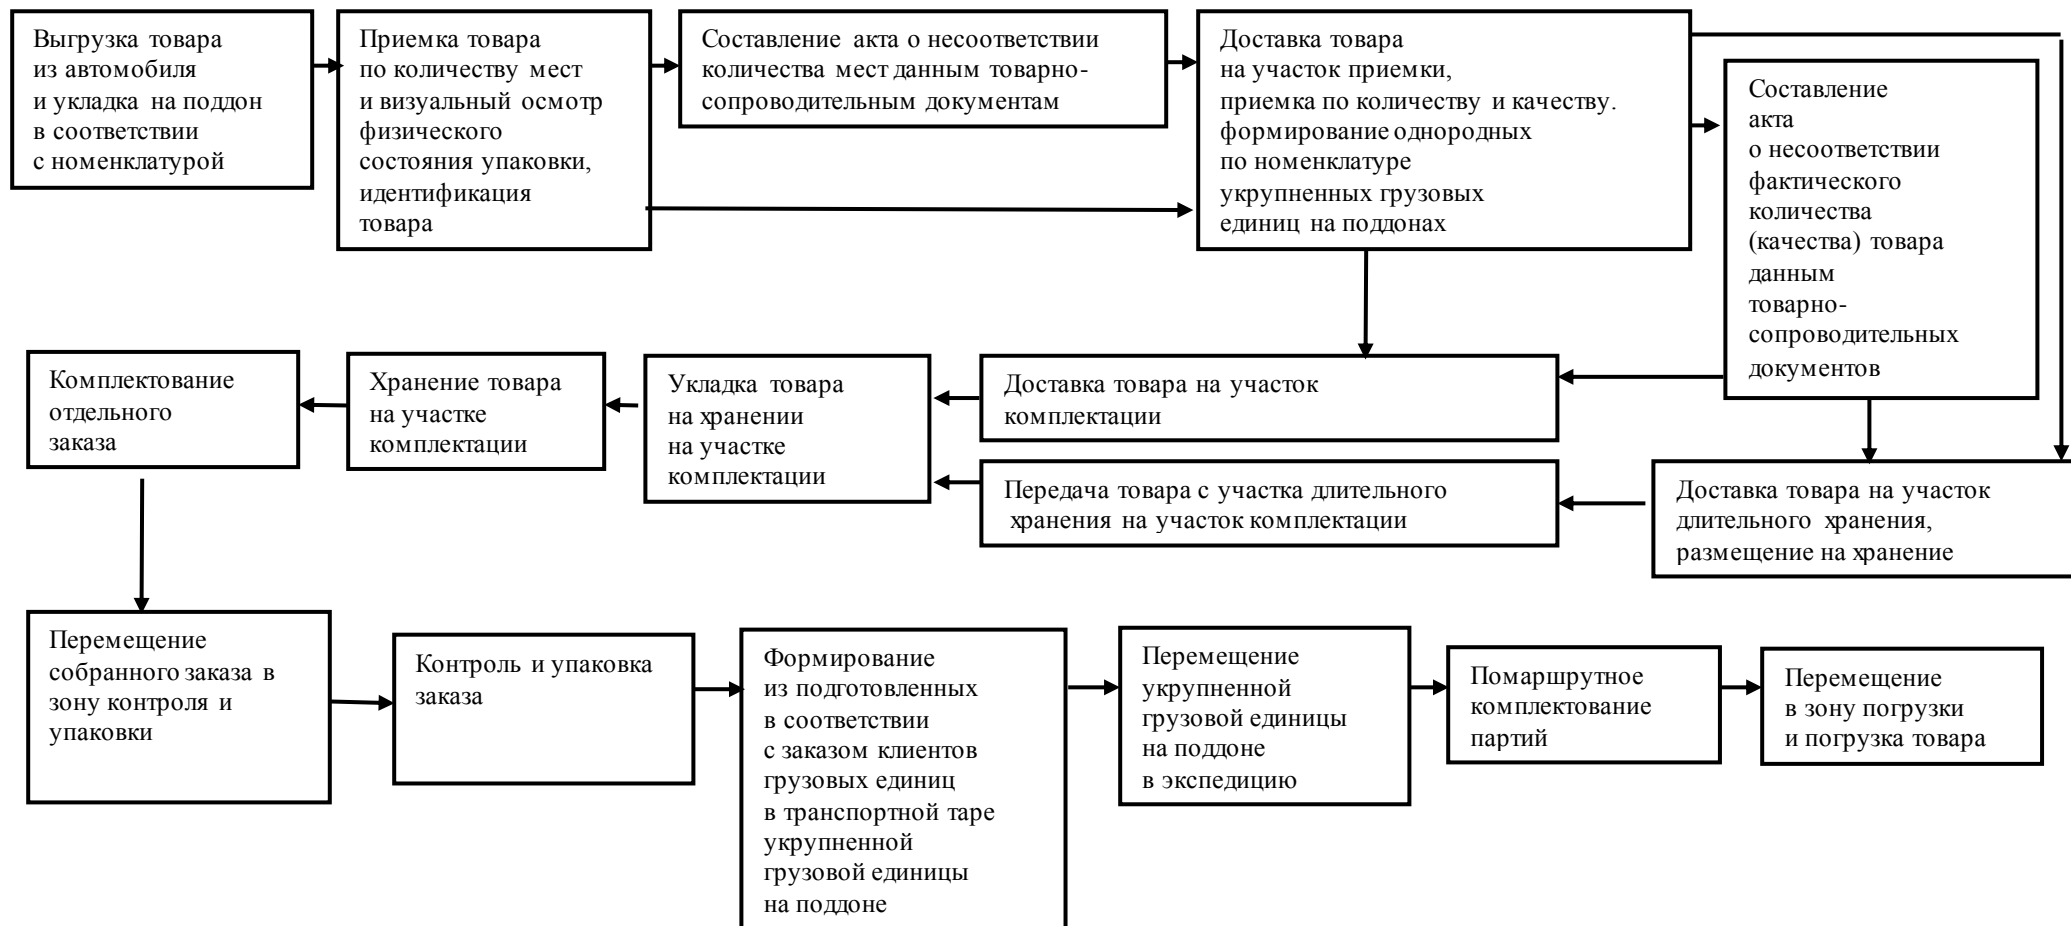 Выгрузка товара
из автомобиля
и укладка на поддон
в соответствии
с номенклатурой
Приемка товара
по количеству мест
и визуальный осмотр
физического
состояния упаковки,
идентификация
товара
Составление акта о несоответствии
количества мест данным товарно-
сопроводительным документам
Доставка товара
на участок приемки,
приемка по количеству и качеству.
формирование однородных
по номенклатуре
укрупненных грузовых
единиц на поддонах
Составление
акта
о несоответствии
фактического
количества
(качества) товара
данным
товарно-
сопроводительных
документов
Комплектование
отдельного
заказа
Хранение товара
на участке
комплектации
Укладка товара
на хранении
на участке
комплектации
Доставка товара на участок
комплектации
Передача товара с участка длительного
хранения на участок комплектации
Доставка товара на участок
длительного хранения,
размещение на хранение
Перемещение
собранного заказа в
зону контроля и
упаковки
Контроль и упаковка
заказа
Формирование
из подготовленных
в соответствии
с заказом клиентов
грузовых единиц
в транспортной таре
укрупненной
грузовой единицы
на поддоне
Перемещение
укрупненной
грузовой единицы
на поддоне
в экспедицию
Помаршрутное
комплектование
партий
Перемещение
в зону погрузки
и погрузка товара